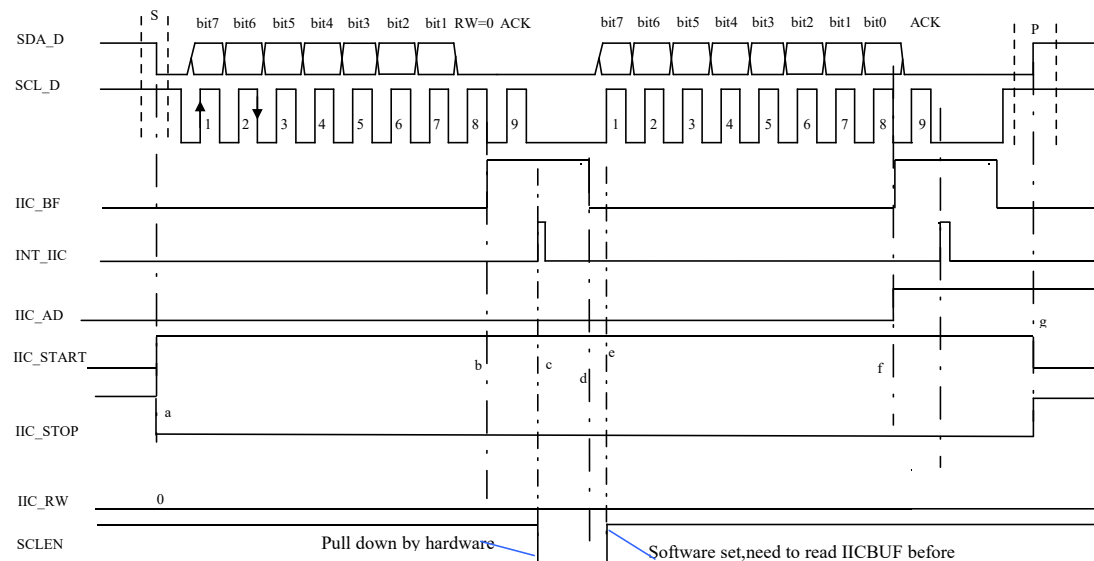 S bit7 bit6 bit5 bit4 bit3 bit2 bit1 RW=0 ACK bit7 bit6 bit5 bit4 bit3 bit2 bit1 bit0 ACK P
SDA_D
SCL_D
1 2 3 4 5 6 7 8 9 1 2 3 4 5 6 7 8 9
IIC_BF
INT_IIC
IIC_AD
g
IIC_START
b c d e f
a
IIC_STOP
IIC_RW 0
SCLEN
Pull down by hardware
Software set,need to read IICBUF before